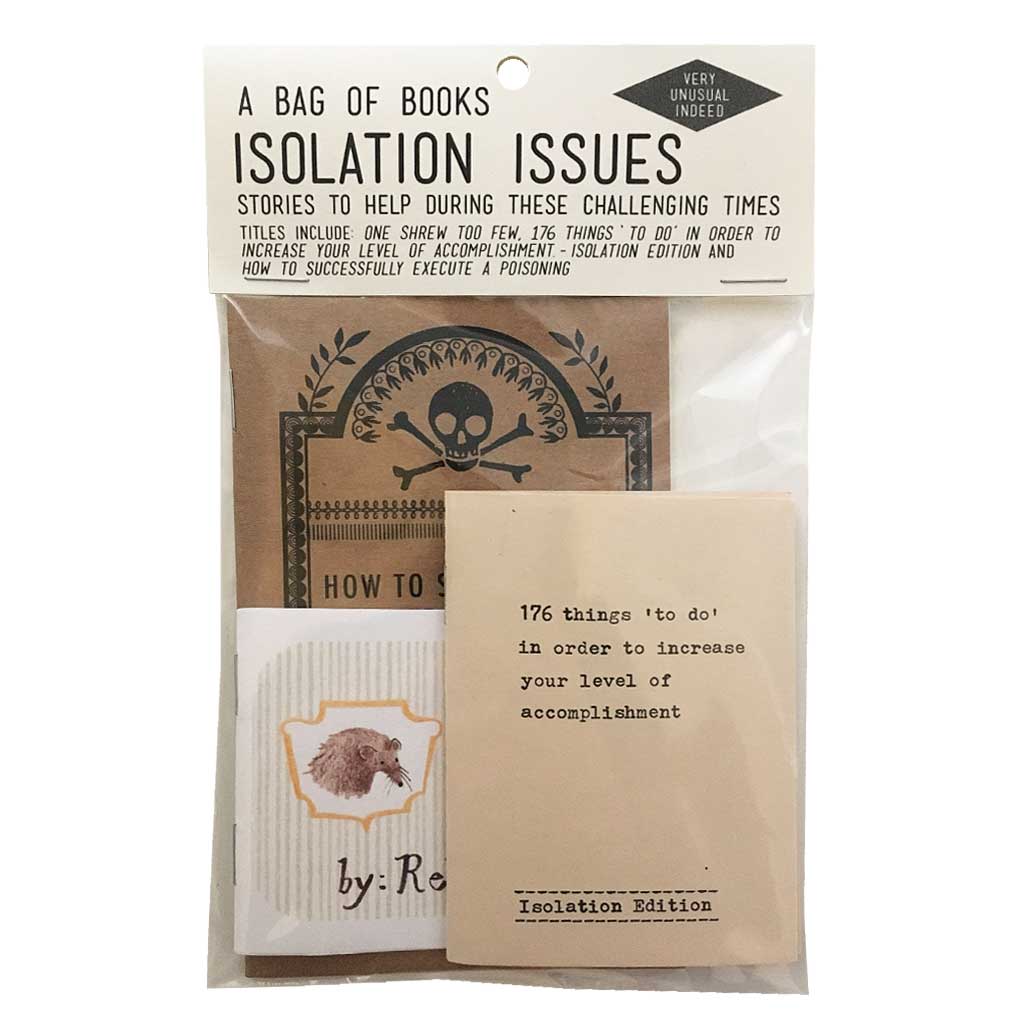 A BAG OF BOOKS
VERY
UNUSUAL
INDEED
ISOLATION ISSUES
STORIES TO HELP DURING THESE CHALLENGING TIMES
TITLES INCLUDE: ONE SHREW TOO FEW, 176 THINGS ' TO DO' IN ORDER TO
INCREASE YOUR LEVEL OF ACCOMPLISHMENT. - ISOLATION EDITION AND
HOW TO SUCCESSFULLY EXECUTE A POISONING
HOW TO S
176 things 'to do'
in order to increase
your level of
accomplishment
by: Re
Isolation Edition